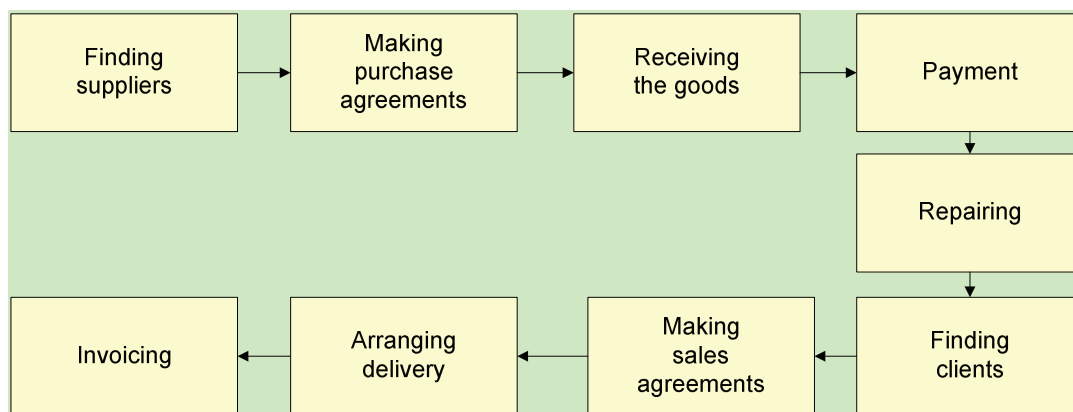 Finding
suppliers
Making
purchase
agreements
Receiving
the goods
Payment
Repairing
Invoicing
Arranging
delivery
Making
sales
agreements
Finding
clients